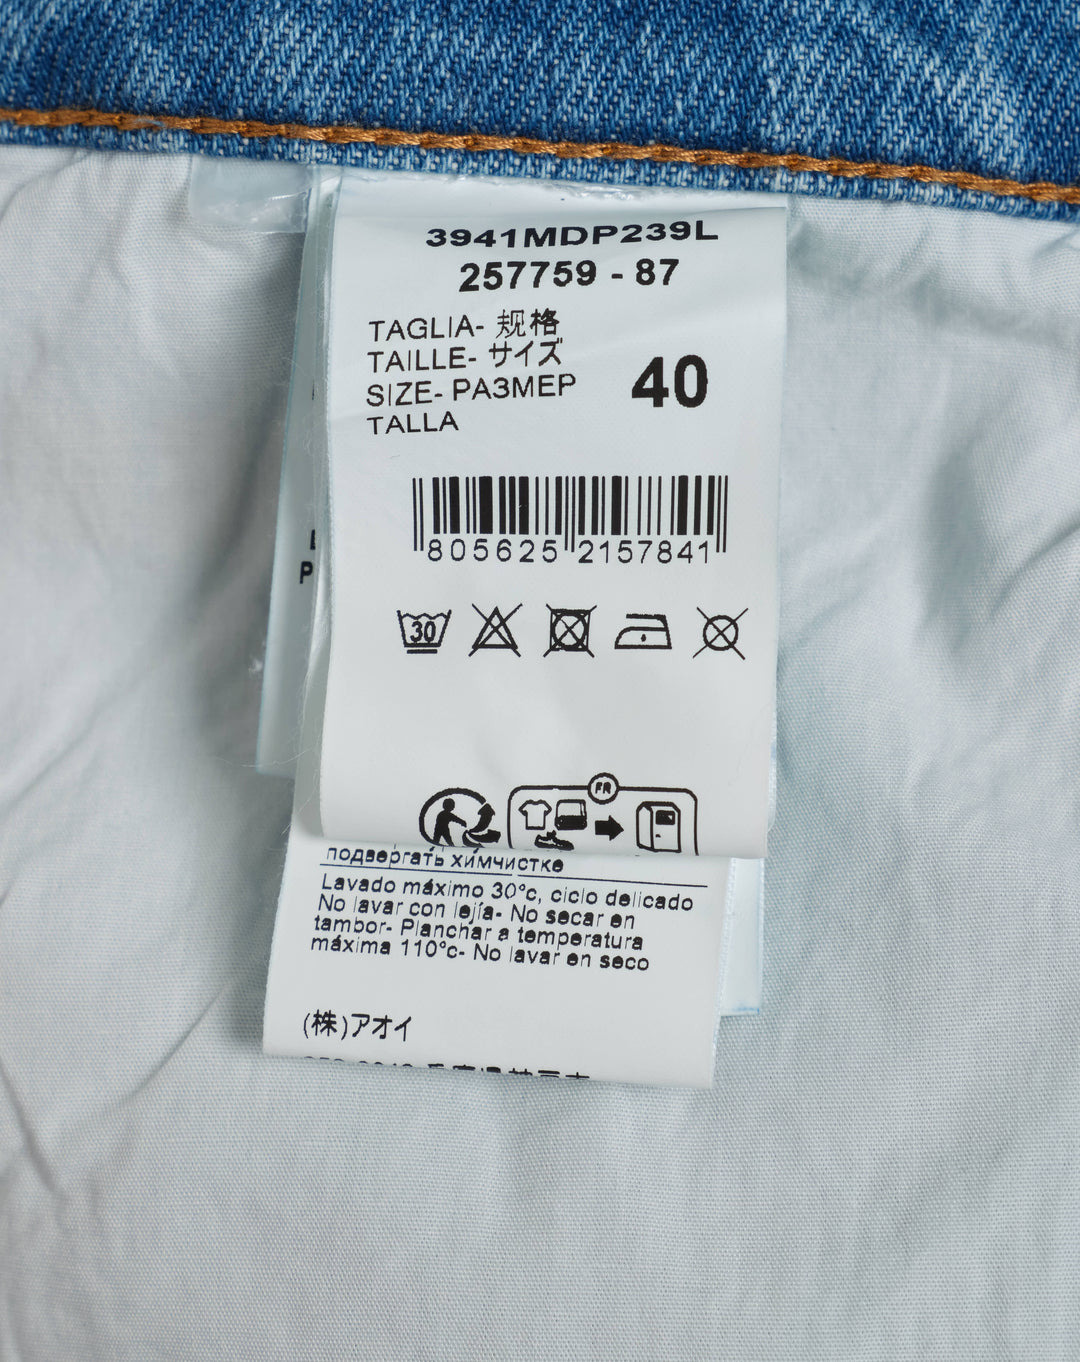 3941MDP239L
257759 - 87
TAGLIA- 规格
TAILLE- サイズ
SIZE- РАЗМЕР
TALLA
40
805625 2157841
30
FR
P
подвергать химчистке
Lavado máximo 30°c, ciclo delicado
No lavar con lejía- No secar en
tambor- Planchar a temperatura
máxima 110°c- No lavar en seco
(株)アオイ